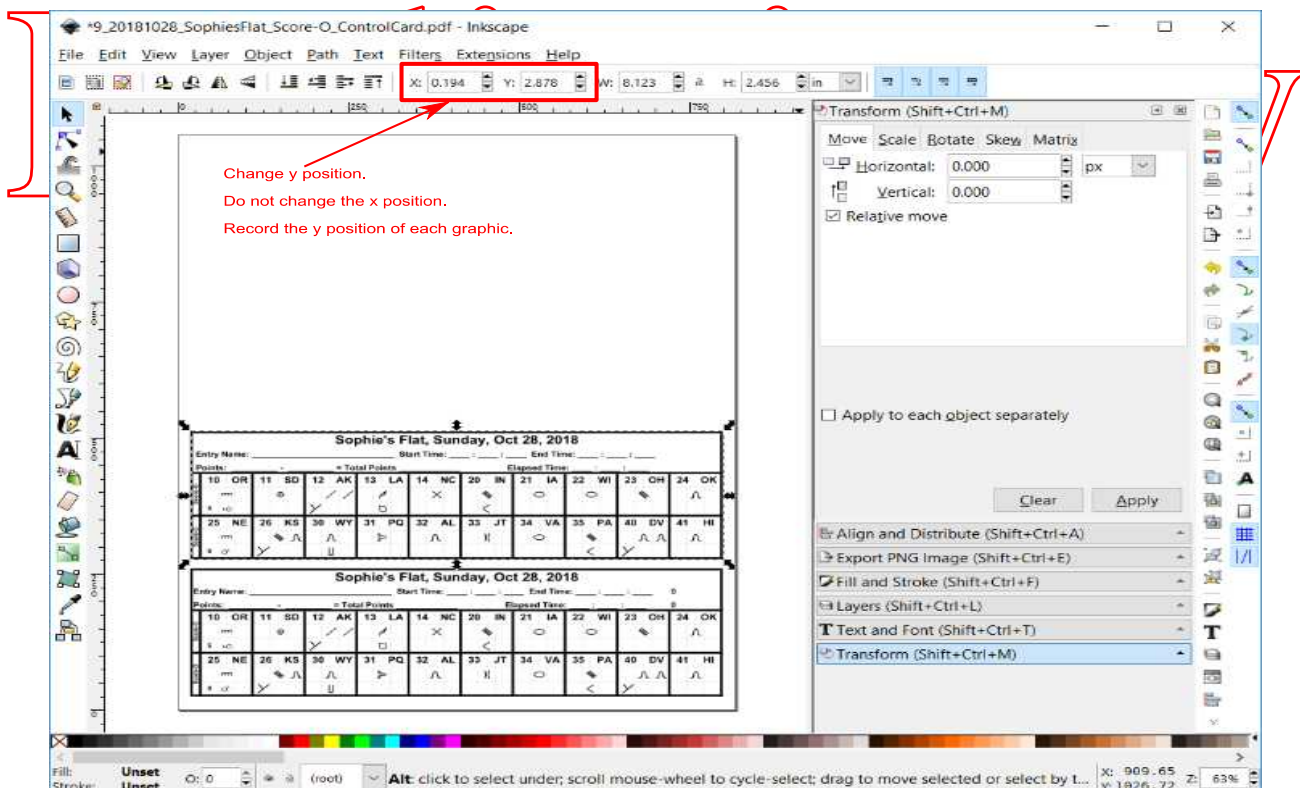 *9_20181028_SophiesFlat_Score-O_ControlCard.pdf - Inkscape
File Edit View Layer Object Path Text Filters Extensions Help
X: 0.194 Y: 2.878 W: 8.123 H: 2.456 in
0 250 500 750
Transform (Shift+Ctrl+M)
Move Scale Rotate Skew Matrix
Horizontal: 0.000 px
Vertical: 0.000
Relative move
Change y position.
Do not change the x position.
Record the y position of each graphic.
Apply to each object separately
Clear Apply
Align and Distribute (Shift+Ctrl+A)
Export PNG Image (Shift+Ctrl+E)
Fill and Stroke (Shift+Ctrl+F)
Layers (Shift+Ctrl+L)
Text and Font (Shift+Ctrl+T)
Transform (Shift+Ctrl+M)
Sophie's Flat, Sunday, Oct 28, 2018
Entry Name: Start Time: : : End Time: : :
Points: - = Total Points Elapsed Time: : :
10 OR 11 SD 12 AK 13 LA 14 NC 20 IN 21 IA 22 WI 23 OH 24 OK
25 NE 26 KS 30 WY 31 PQ 32 AL 33 JT 34 VA 35 PA 40 DV 41 HI
Sophie's Flat, Sunday, Oct 28, 2018
Entry Name: Start Time: : : End Time: : : 0
Points: - = Total Points Elapsed Time: : : 0
10 OR 11 SD 12 AK 13 LA 14 NC 20 IN 21 IA 22 WI 23 OH 24 OK
25 NE 26 KS 30 WY 31 PQ 32 AL 33 JT 34 VA 35 PA 40 DV 41 HI
Fill: Unset
Stroke: Unset
O: 0 (root) Alt: click to select under; scroll mouse-wheel to cycle-select; drag to move selected or select by t...
X: 909.65
Y: 1926.72
Z: 63%